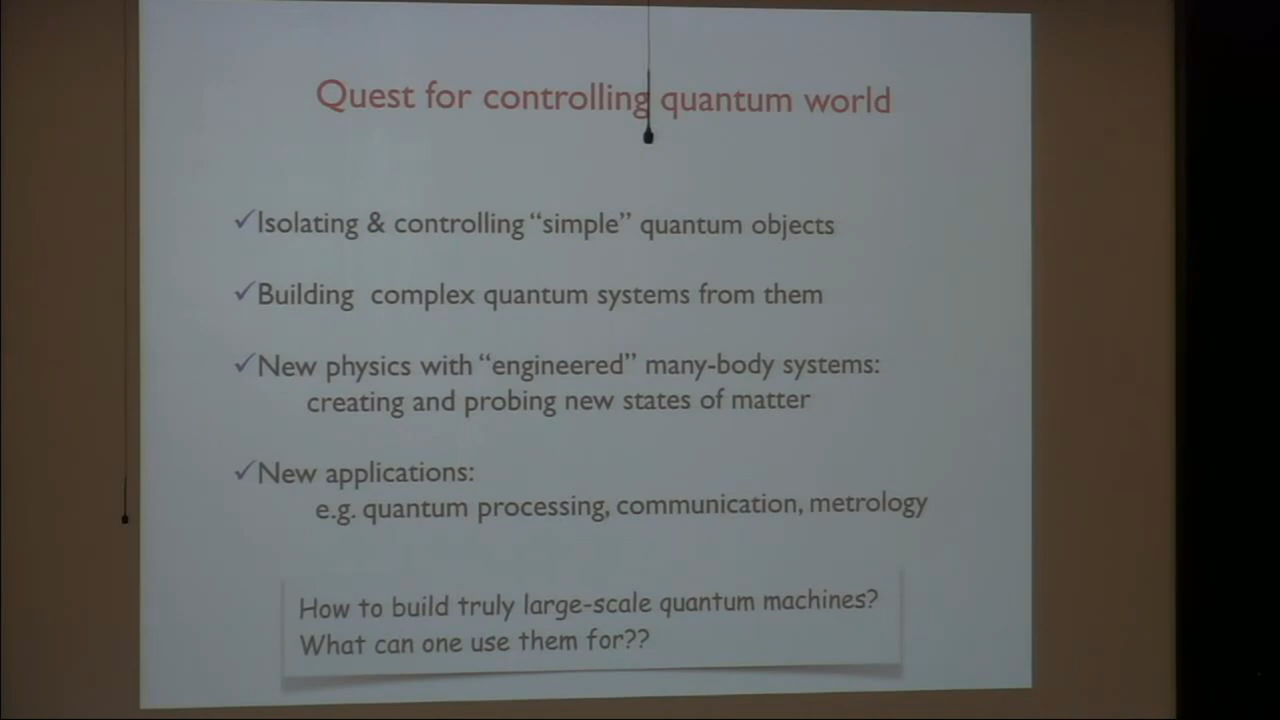 Quest for controlling quantum world
✓Isolating & controlling “simple” quantum objects
✓Building complex quantum systems from them
✓New physics with “engineered” many-body systems:
creating and probing new states of matter
✓New applications:
e.g. quantum processing, communication, metrology
How to build truly large-scale quantum machines?
What can one use them for??